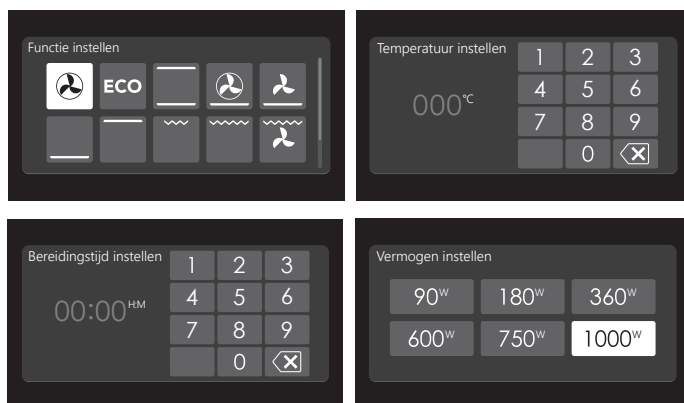 Functie instellen
ECO
Temperatuur instellen
000°C
1 2 3
4 5 6
7 8 9
0
Bereidingstijd instellen
00:00 H:M
1 2 3
4 5 6
7 8 9
0
Vermogen instellen
90W 180W 360W
600W 750W 1000W